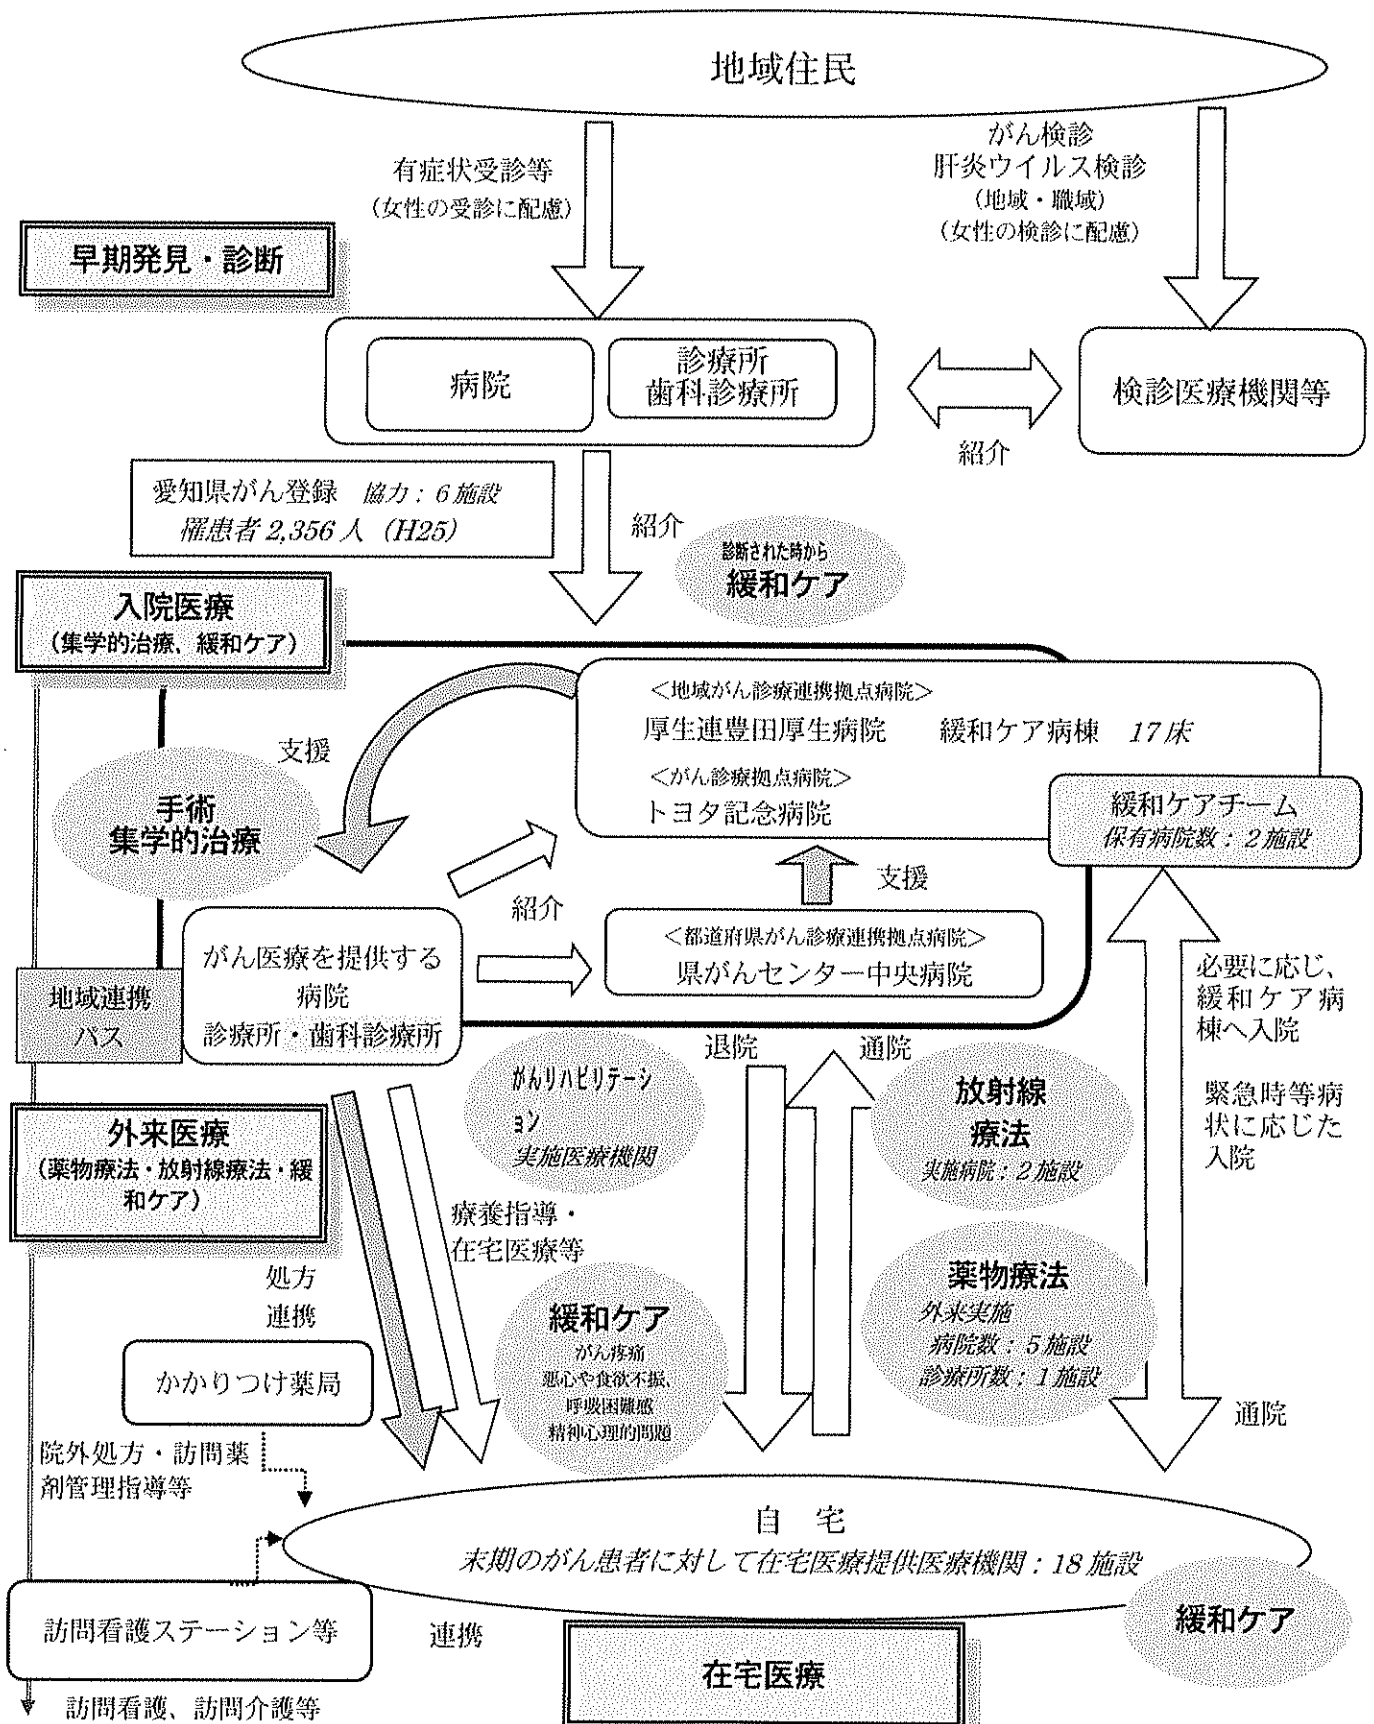 地域住民
有症状受診等
(女性の受診に配慮)
がん検診
肝炎ウイルス検診
(地域・職域)
(女性の検診に配慮)
早期発見・診断
病院
診療所
歯科診療所
検診医療機関等
紹介
愛知県がん登録 協力：6施設
罹患者2,356人（H25）
紹介
診断された時から
緩和ケア
入院医療
(集学的治療、緩和ケア)
支援
＜地域がん診療連携拠点病院＞
厚生連豊田厚生病院 緩和ケア病棟 17床
＜がん診療拠点病院＞
トヨタ記念病院
緩和ケアチーム
保有病院数：2施設
手術
集学的治療
支援
紹介
＜都道府県がん診療連携拠点病院＞
県がんセンター中央病院
がん医療を提供する
病院
診療所・歯科診療所
地域連携
パス
必要に応じ、
緩和ケア病
棟へ入院
緊急時等病
状に応じた
入院
退院
通院
がんリハビリテーシ
ョン
実施医療機関
放射線
療法
実施病院：2施設
外来医療
(薬物療法・放射線療法・緩
和ケア)
療養指導・
在宅医療等
処方
連携
緩和ケア
がん疼痛
悪心や食欲不振、
呼吸困難感
精神心理的問題
薬物療法
外来実施
病院数：5施設
診療所数：1施設
かかりつけ薬局
通院
院外処方・訪問薬
剤管理指導等
自 宅
末期のがん患者に対して在宅医療提供医療機関：18施設
緩和ケア
訪問看護ステーション等
連携
在宅医療
訪問看護、訪問介護等